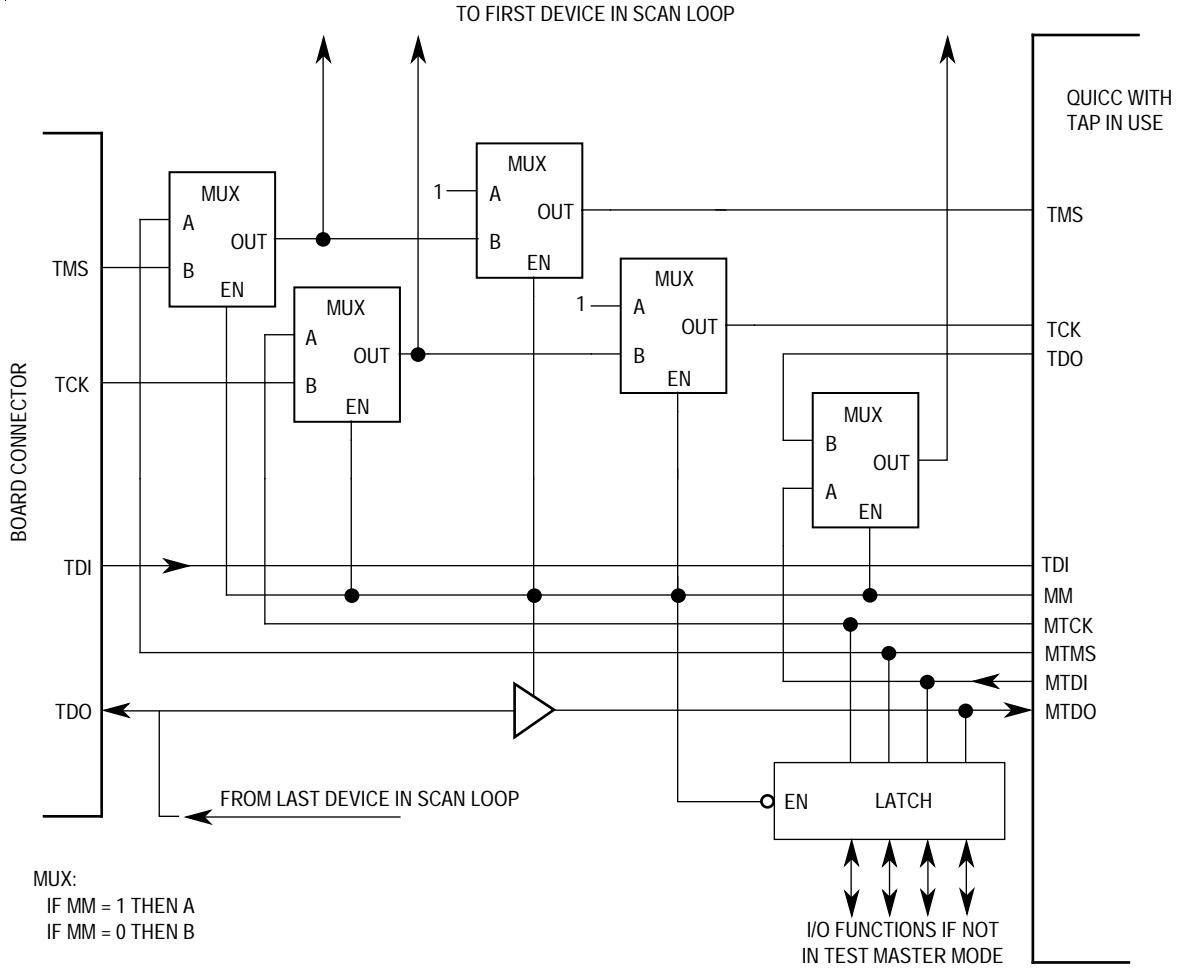 TO FIRST DEVICE IN SCAN LOOP
QUICC WITH
TAP IN USE
BOARD CONNECTOR
TMS
TCK
TDI
TDO
MUX
A
B
OUT
EN
MUX
A
B
OUT
EN
1
MUX
A
B
OUT
EN
1
MUX
A
B
OUT
EN
MUX
B
A
OUT
EN
TMS
TCK
TDO
TDI
MM
MTCK
MTMS
MTDI
MTDO
EN LATCH
FROM LAST DEVICE IN SCAN LOOP
MUX:
IF MM = 1 THEN A
IF MM = 0 THEN B
I/O FUNCTIONS IF NOT
IN TEST MASTER MODE